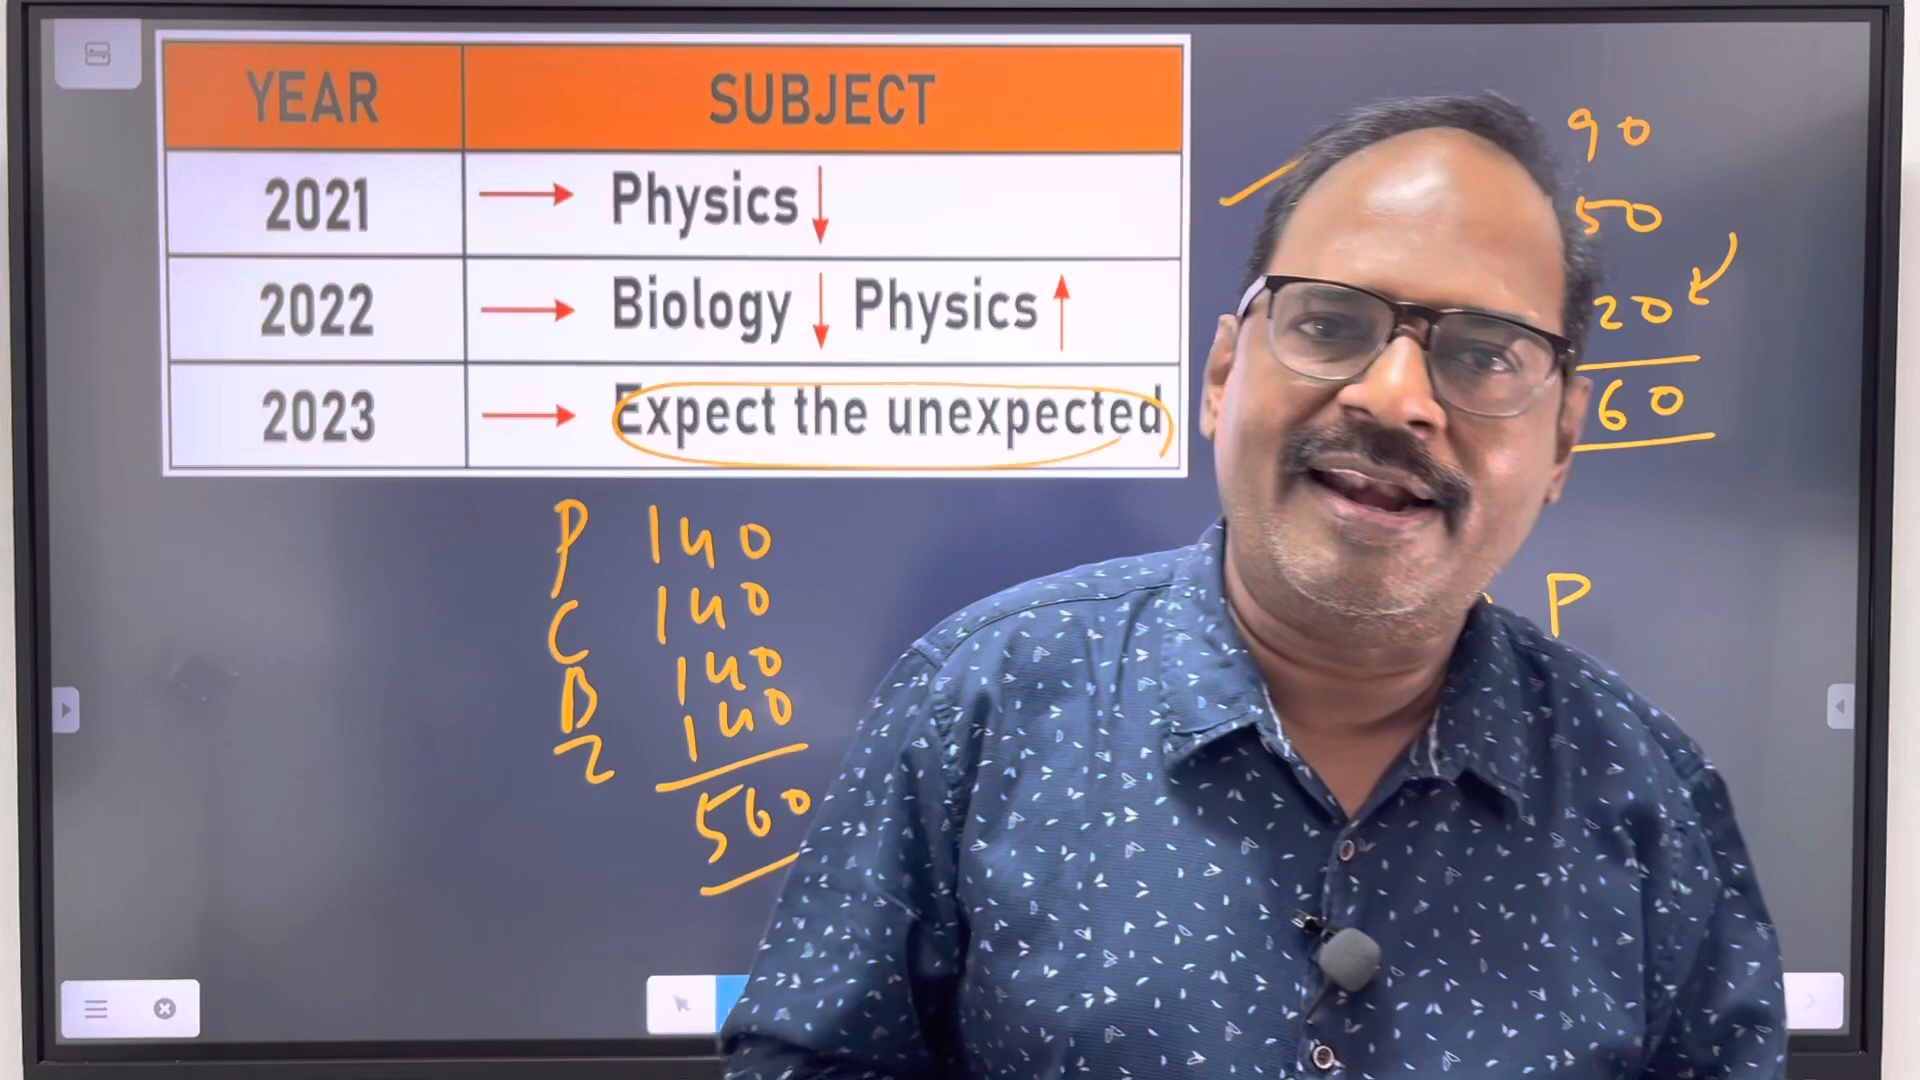 YEAR SUBJECT
2021 → Physics ↓
2022 → Biology ↓ Physics ↑
2023 → Expect the unexpected
P 140
C 140
B 140
Z 140
560
90
50
20
60
P